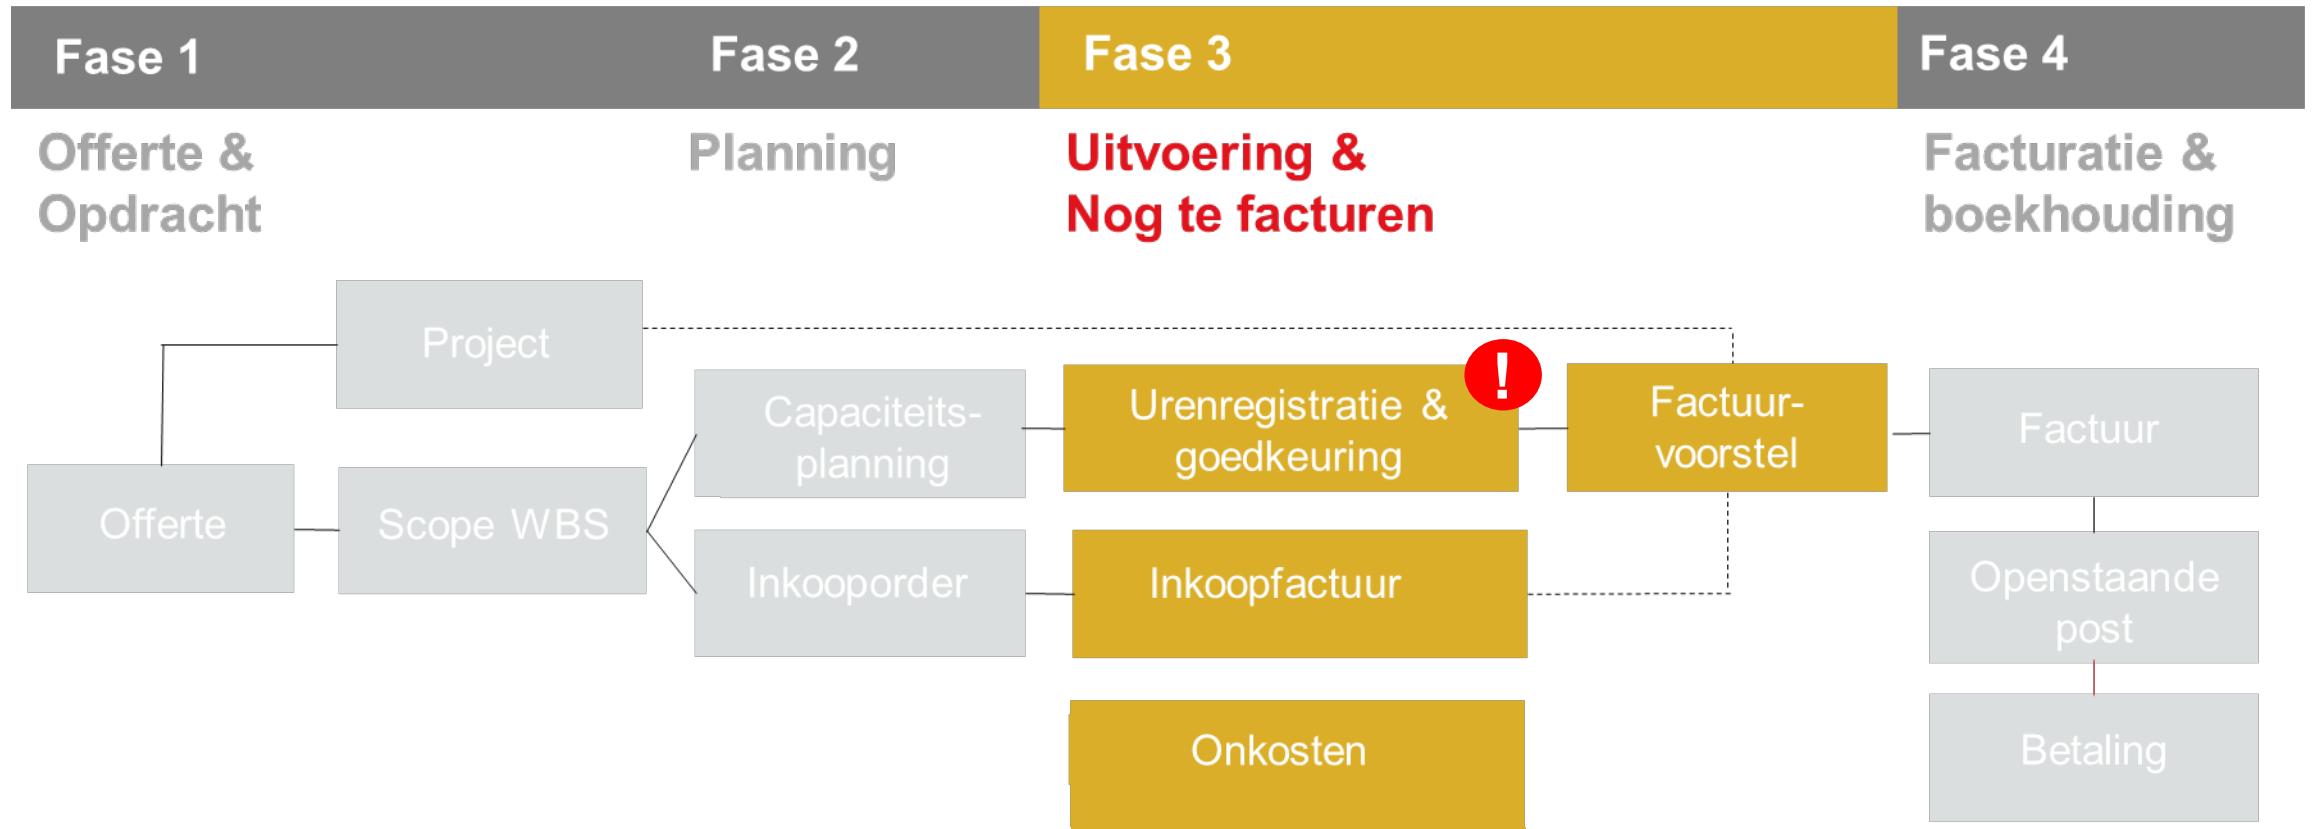 Fase 1
Fase 2
Fase 3
Fase 4
Offerte &
Opdracht
Planning
Uitvoering &
Nog te facturen
Facturatie &
boekhouding
Project
Offerte
Scope WBS
Capaciteits-
planning
Inkooporder
Urenregistratie &
goedkeuring
!
Inkoopfactuur
Onkosten
Factuur-
voorstel
Factuur
Openstaande
post
Betaling